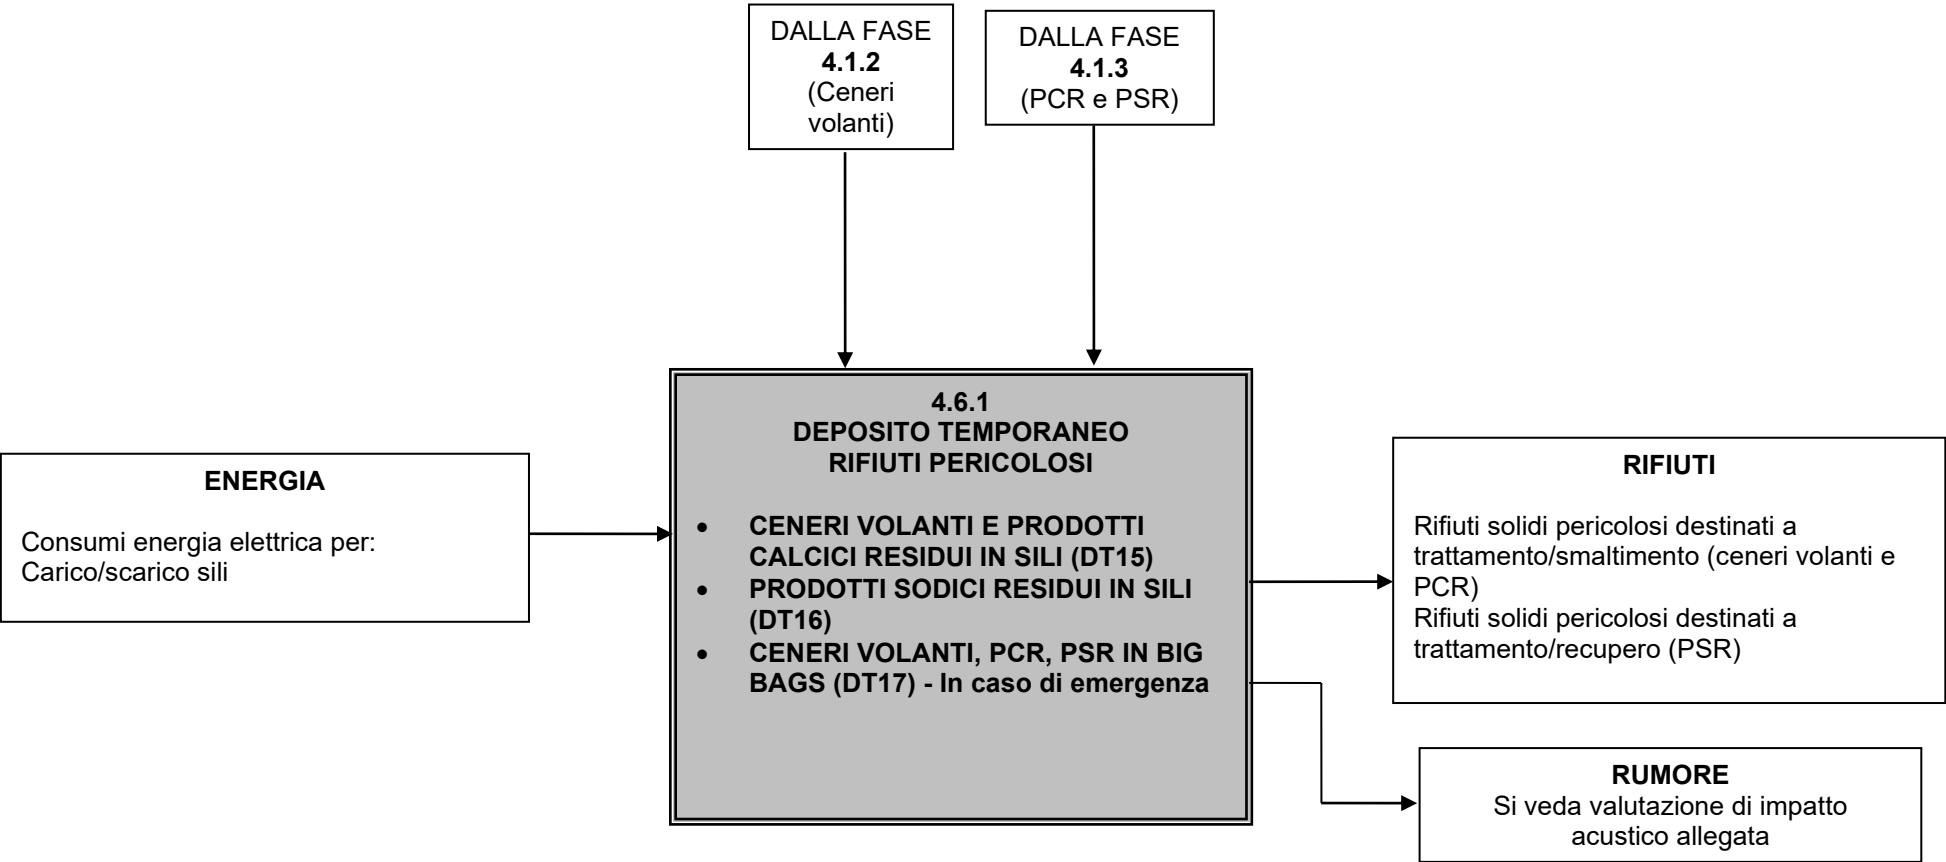 DALLA FASE
4.1.2
(Ceneri
volanti)
DALLA FASE
4.1.3
(PCR e PSR)
4.6.1
DEPOSITO TEMPORANEO
RIFIUTI PERICOLOSI
• CENERI VOLANTI E PRODOTTI
CALCICI RESIDUI IN SILI (DT15)
• PRODOTTI SODICI RESIDUI IN SILI
(DT16)
• CENERI VOLANTI, PCR, PSR IN BIG
BAGS (DT17) - In caso di emergenza
ENERGIA
Consumi energia elettrica per:
Carico/scarico sili
RIFIUTI
Rifiuti solidi pericolosi destinati a
trattamento/smaltimento (ceneri volanti e
PCR)
Rifiuti solidi pericolosi destinati a
trattamento/recupero (PSR)
RUMORE
Si veda valutazione di impatto
acustico allegata